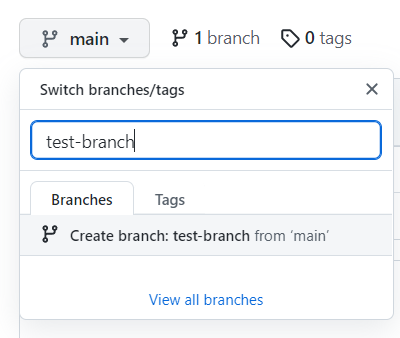 main 1 branch 0 tags
Switch branches/tags
test-branch
Branches Tags
Create branch: test-branch from ‘main’
View all branches